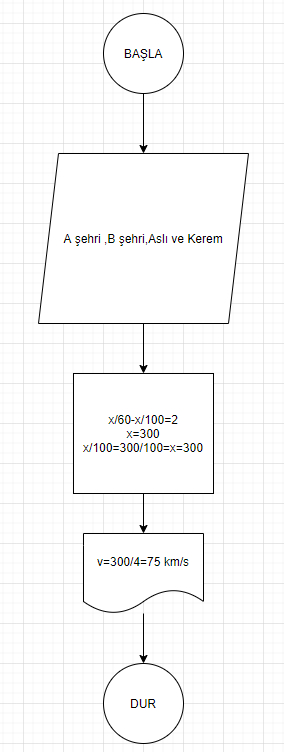 BAŞLA
A şehri ,B şehri,Aslı ve Kerem
x/60-x/100=2
x=300
x/100=300/100=x=300
v=300/4=75 km/s
DUR